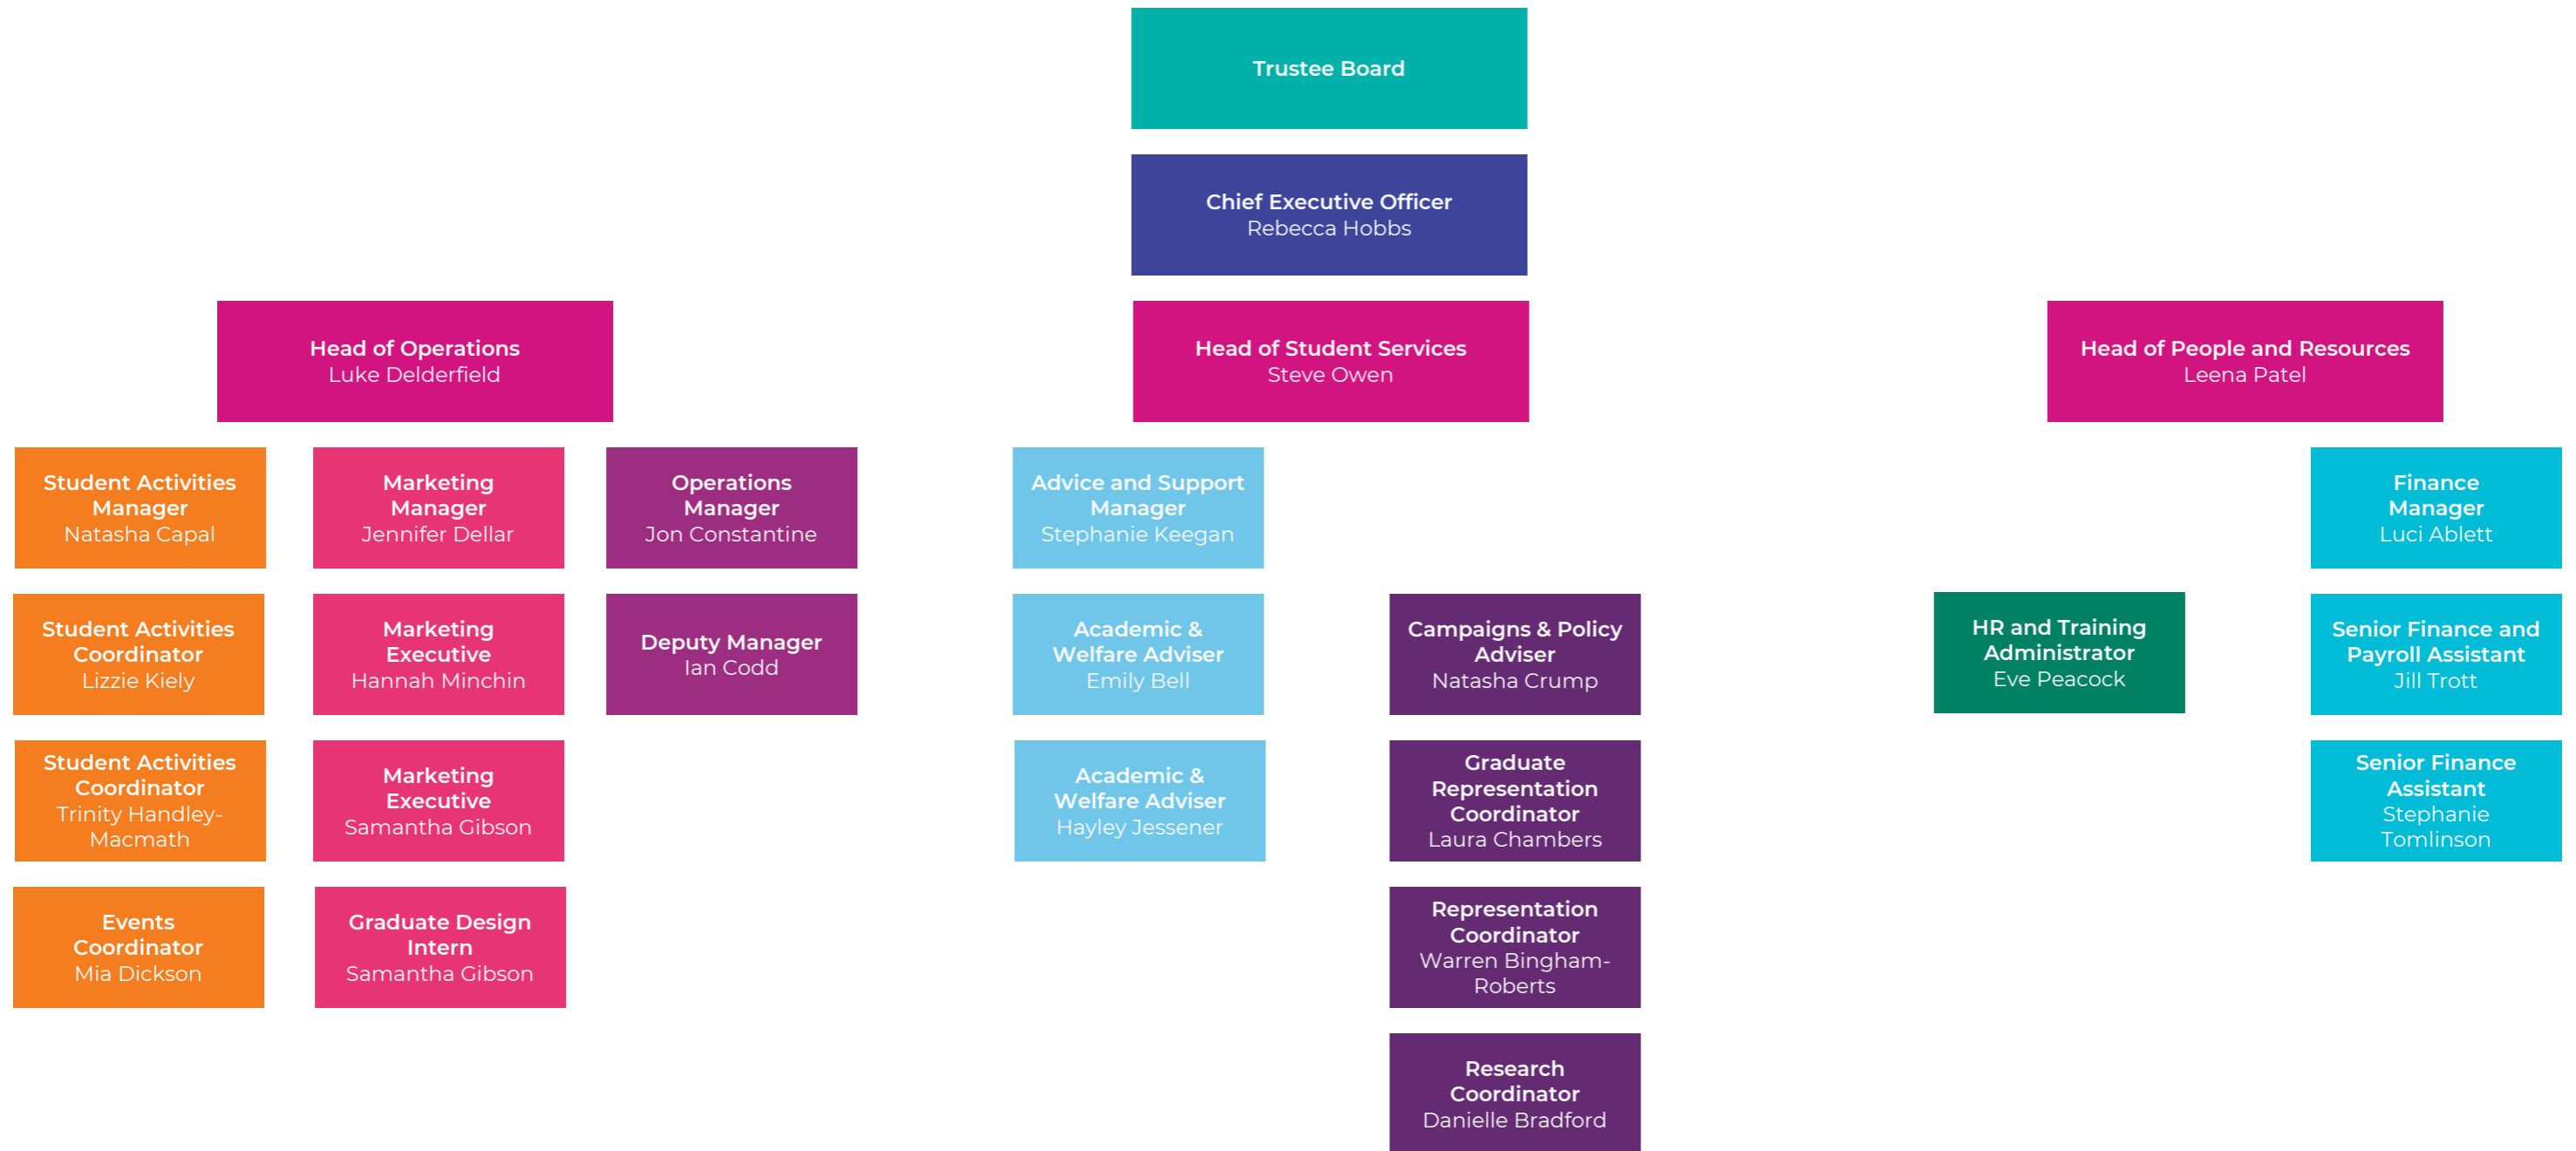 Trustee Board
Chief Executive Officer
Rebecca Hobbs
Head of Operations
Luke Delderfield
Head of Student Services
Steve Owen
Head of People and Resources
Leena Patel
Student Activities
Manager
Natasha Capal
Marketing
Manager
Jennifer Dellar
Operations
Manager
Jon Constantine
Advice and Support
Manager
Stephanie Keegan
Finance
Manager
Luci Ablett
Student Activities
Coordinator
Lizzie Kiely
Marketing
Executive
Hannah Minchin
Deputy Manager
Ian Codd
Academic &
Welfare Adviser
Emily Bell
Campaigns & Policy
Adviser
Natasha Crump
HR and Training
Administrator
Eve Peacock
Senior Finance and
Payroll Assistant
Jill Trott
Student Activities
Coordinator
Trinity Handley-
Macmath
Marketing
Executive
Samantha Gibson
Academic &
Welfare Adviser
Hayley Jessener
Graduate
Representation
Coordinator
Laura Chambers
Senior Finance
Assistant
Stephanie
Tomlinson
Events
Coordinator
Mia Dickson
Graduate Design
Intern
Samantha Gibson
Representation
Coordinator
Warren Bingham-
Roberts
Research
Coordinator
Danielle Bradford